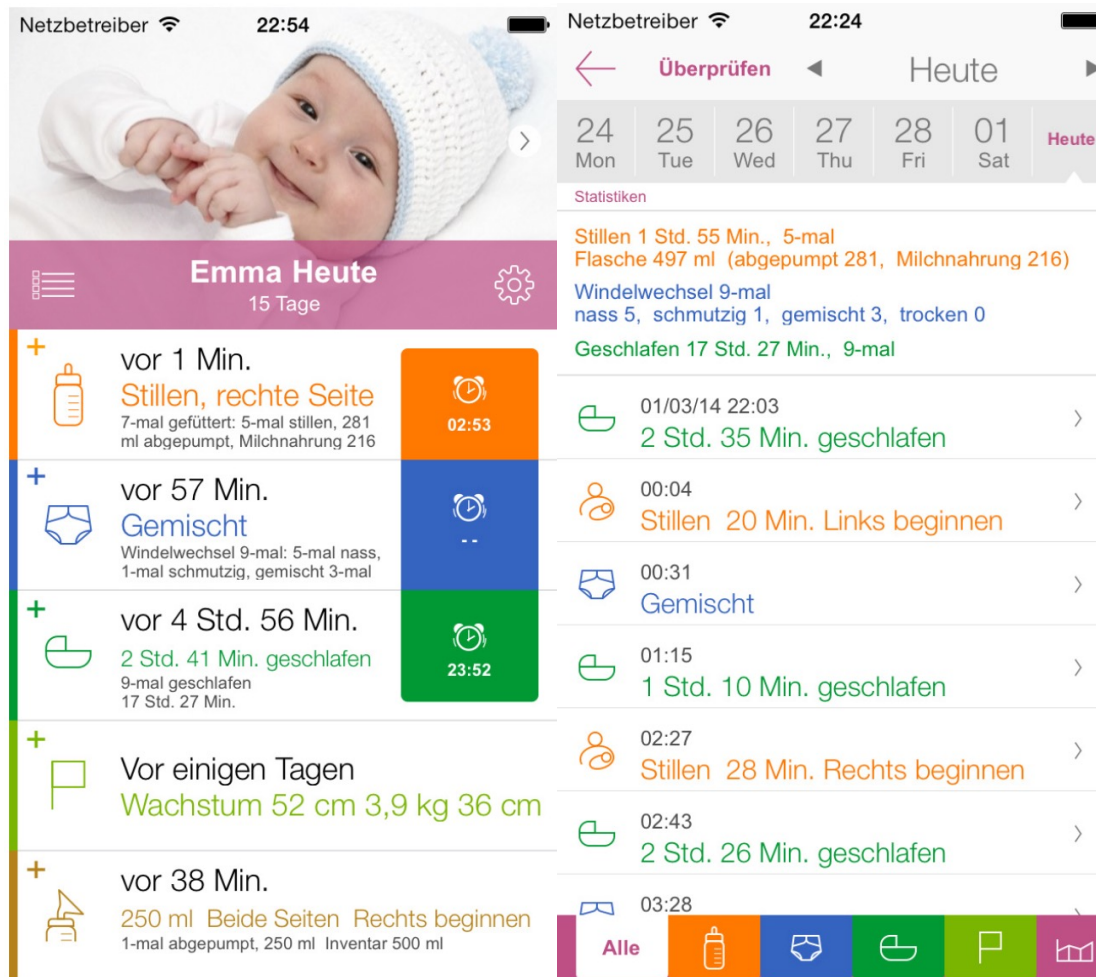 Netzbetreiber 22:54
Emma Heute
15 Tage
vor 1 Min.
Stillen, rechte Seite
7-mal gefüttert: 5-mal stillen, 281
ml abgepumpt, Milchnahrung 216
02:53
vor 57 Min.
Gemischt
Windelwechsel 9-mal: 5-mal nass,
1-mal schmutzig, gemischt 3-mal
--
vor 4 Std. 56 Min.
2 Std. 41 Min. geschlafen
9-mal geschlafen
17 Std. 27 Min.
23:52
Vor einigen Tagen
Wachstum 52 cm 3,9 kg 36 cm
vor 38 Min.
250 ml Beide Seiten Rechts beginnen
1-mal abgepumpt, 250 ml Inventar 500 ml
Netzbetreiber 22:24
Überprüfen Heute
24 25 26 27 28 01 Heute
Mon Tue Wed Thu Fri Sat
Statistiken
Stillen 1 Std. 55 Min., 5-mal
Flasche 497 ml (abgepumpt 281, Milchnahrung 216)
Windelwechsel 9-mal
nass 5, schmutzig 1, gemischt 3, trocken 0
Geschlafen 17 Std. 27 Min., 9-mal
01/03/14 22:03
2 Std. 35 Min. geschlafen
00:04
Stillen 20 Min. Links beginnen
00:31
Gemischt
01:15
1 Std. 10 Min. geschlafen
02:27
Stillen 28 Min. Rechts beginnen
02:43
2 Std. 26 Min. geschlafen
03:28
Alle